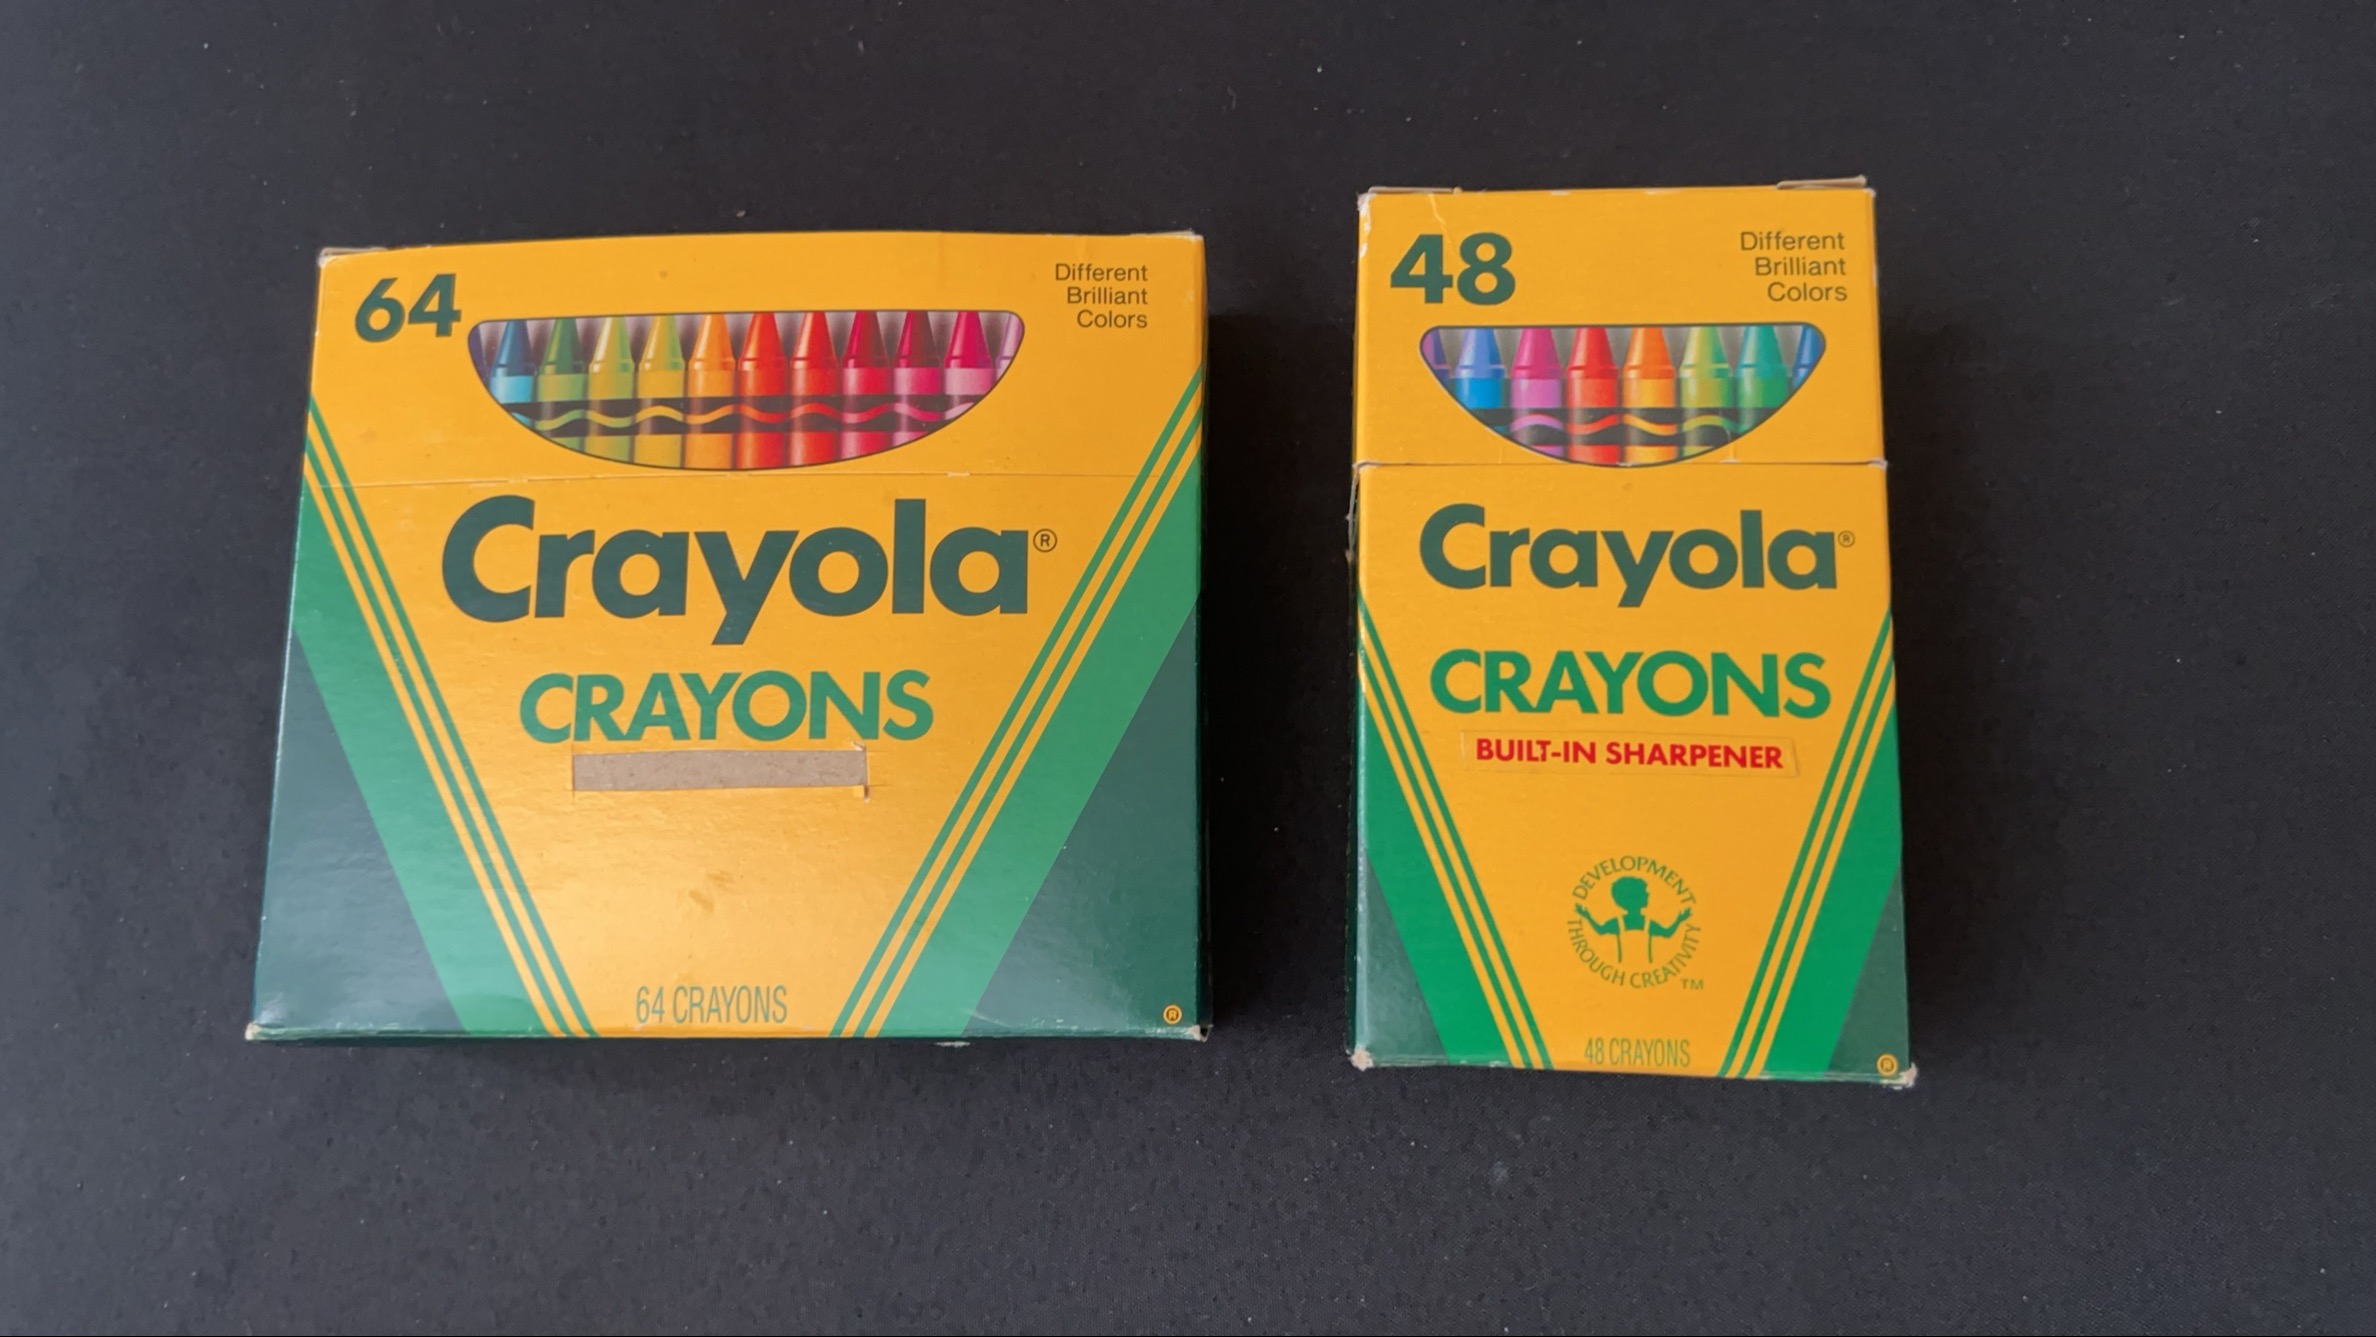 64
Different
Brilliant
Colors
Crayola®
CRAYONS
64 CRAYONS
®
48
Different
Brilliant
Colors
Crayola®
CRAYONS
BUILT-IN SHARPENER
DEVELOPMENT
THROUGH CREATIVITY
TM
48 CRAYONS
®